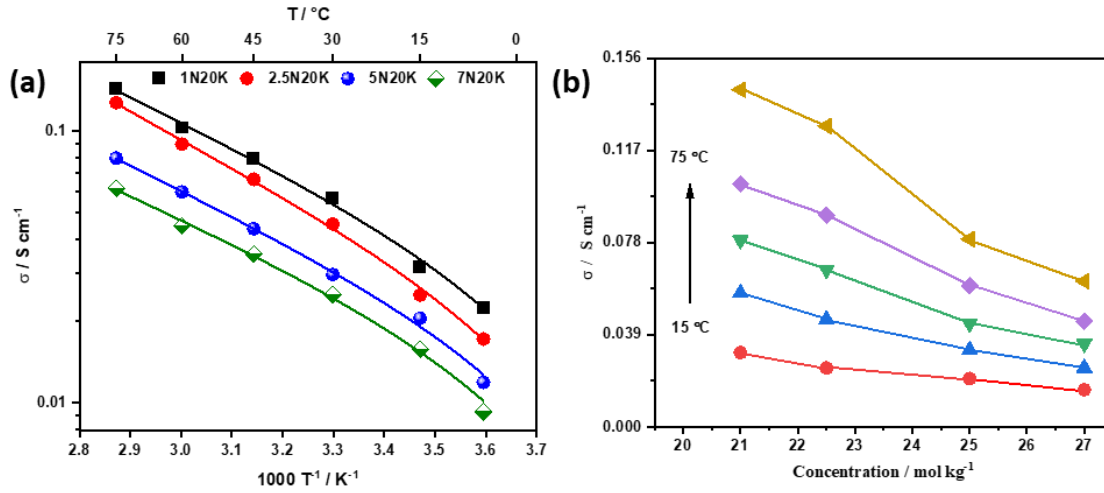 (a)
T / °C
75 60 45 30 15 0
1N20K 2.5N20K 5N20K 7N20K
0.1
0.01
σ / S cm-1
2.8 2.9 3.0 3.1 3.2 3.3 3.4 3.5 3.6 3.7
1000 T-1 / K-1
(b)
0.156
0.117
0.078
0.039
0.000
σ / S cm-1
75 ºC
15 ºC
20 21 22 23 24 25 26 27
Concentration / mol kg-1